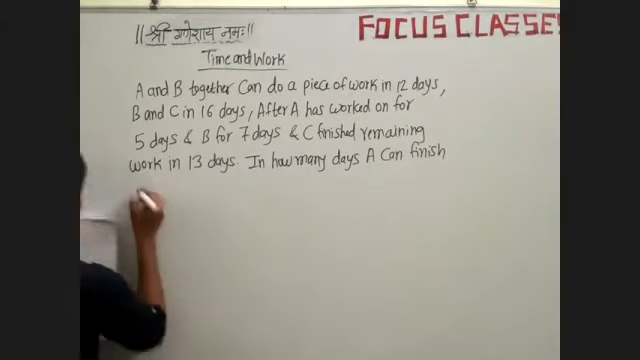 || श्री गणेशाय नमः ||
FOCUS CLASSES
Time and Work
A and B together Can do a piece of work in 12 days,
B and C in 16 days, After A has worked on for
5 days & B for 7 days & C finished remaining
work in 13 days. In how many days A Can finish